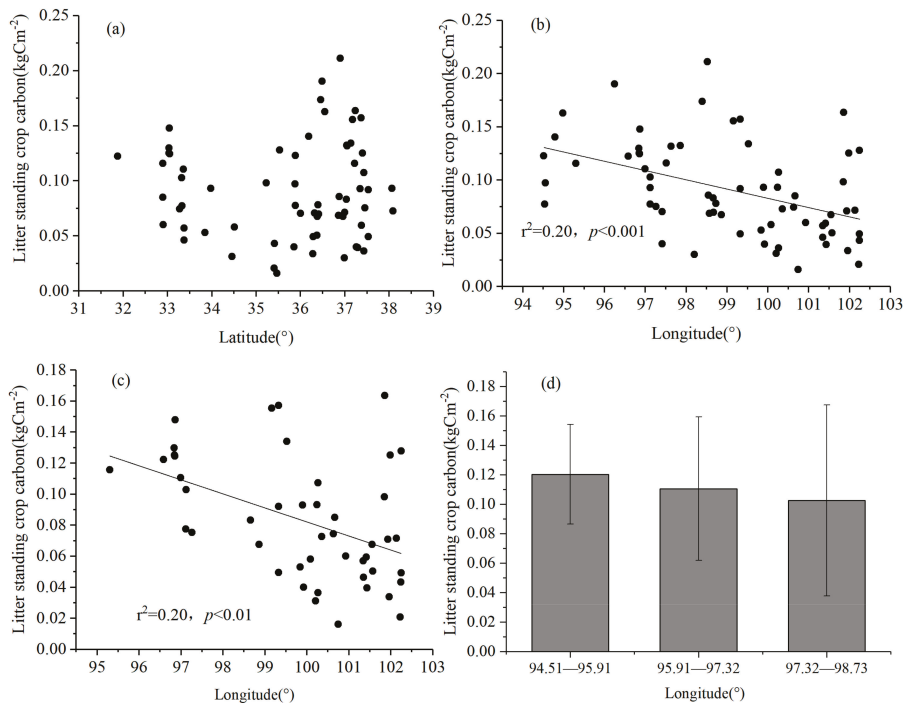 (a)
Litter standing crop carbon(kgCm⁻²)
0.25
0.20
0.15
0.10
0.05
0.00
31 32 33 34 35 36 37 38 39
Latitude(°)
(b)
Litter standing crop carbon(kgCm⁻²)
0.25
0.20
0.15
0.10
0.05
0.00
r²=0.20，p<0.001
94 95 96 97 98 99 100 101 102 103
Longitude(°)
(c)
Litter standing crop carbon(kgCm⁻²)
0.18
0.16
0.14
0.12
0.10
0.08
0.06
0.04
0.02
0.00
r²=0.20，p<0.01
95 96 97 98 99 100 101 102 103
Longitude(°)
(d)
Litter standing crop carbon(kgCm⁻²)
0.18
0.16
0.14
0.12
0.10
0.08
0.06
0.04
0.02
0.00
94.51—95.91 95.91—97.32 97.32—98.73
Longitude(°)